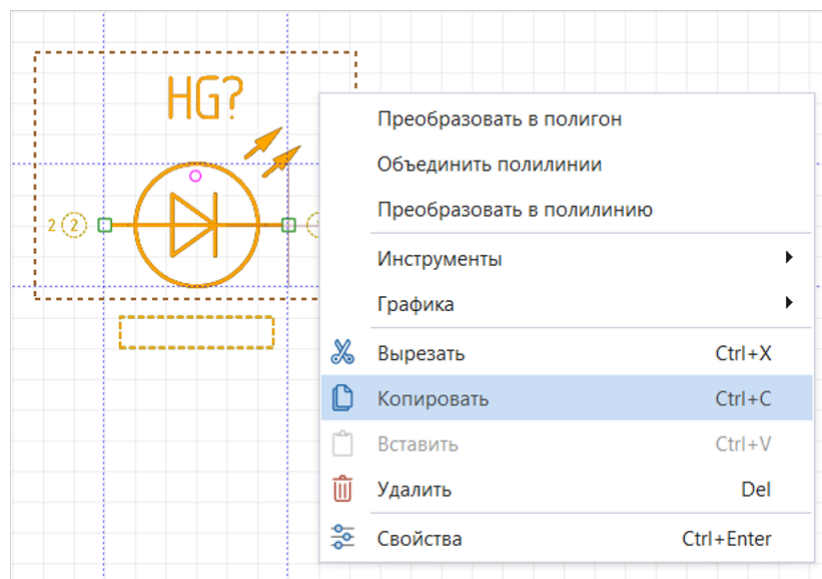 HG?
2 2
Преобразовать в полигон
Объединить полилинии
Преобразовать в полилинию
Инструменты
Графика
Вырезать Ctrl+X
Копировать Ctrl+C
Вставить Ctrl+V
Удалить Del
Свойства Ctrl+Enter